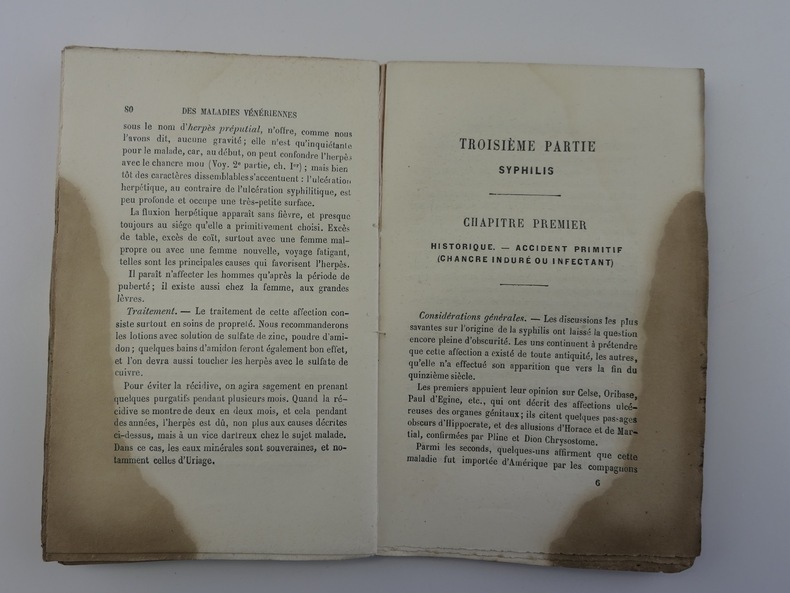 80
DES MALADIES VÉNÉRIENNES
sous le nom d'herpès préputial, n'offre, comme nous
l'avons dit, aucune gravité; elle n'est qu'inquiétante
pour le malade, car, au début, on peut confondre l'herpès
avec le chancre mou (Voy. 2e partie, ch. Ier); mais bien
tôt des caractères dissemblables s'accentuent : l'ulcération
herpétique, au contraire de l'ulcération syphilitique, est
peu profonde et occupe une très-petite surface.
La fluxion herpétique apparaît sans fièvre, et presque
toujours au siége qu'elle a primitivement choisi. Excès
de table, excès de coït, surtout avec une femme mal-
propre ou avec une femme nouvelle, voyage fatigant,
telles sont les principales causes qui favorisent l'herpès.
Il paraît n'affecter les hommes qu'après la période de
puberté; il existe aussi chez la femme, aux grandes
lèvres.
Traitement. — Le traitement de cette affection con-
siste surtout en soins de propreté. Nous recommanderons
les lotions avec solution de sulfate de zinc, poudre d'ami-
don; quelques bains d'amidon feront également bon effet,
et l'on devra aussi toucher les herpès avec le sulfate de
cuivre.
Pour éviter la récidive, on agira sagement en prenant
quelques purgatifs pendant plusieurs mois. Quand la ré-
cidive se montre de deux en deux mois, et cela pendant
des années, l'herpès est dû, non plus aux causes décrites
ci-dessus, mais à un vice dartreux chez le sujet malade.
Dans ce cas, les eaux minérales sont souveraines, et no-
tamment celles d'Uriage.
TROISIÈME PARTIE
SYPHILIS
CHAPITRE PREMIER
HISTORIQUE. — ACCIDENT PRIMITIF
(CHANCRE INDURÉ OU INFECTANT)
Considérations générales. — Les discussions les plus
savantes sur l'origine de la syphilis ont laissé la question
encore pleine d'obscurité. Les uns continuent à prétendre
que cette affection a existé de toute antiquité, les autres,
qu'elle n'a effectué son apparition que vers la fin du
quinzième siècle.
Les premiers appuient leur opinion sur Celse, Oribase,
Paul d'Egine, etc., qui ont décrit des affections ulcé-
reuses des organes génitaux; ils citent quelques passages
obscurs d'Hippocrate, et des allusions d'Horace et de Mar-
tial, confirmées par Pline et Dion Chrysostome.
Parmi les seconds, quelques-uns affirment que cette
maladie fut importée d'Amérique par les compagnons
6